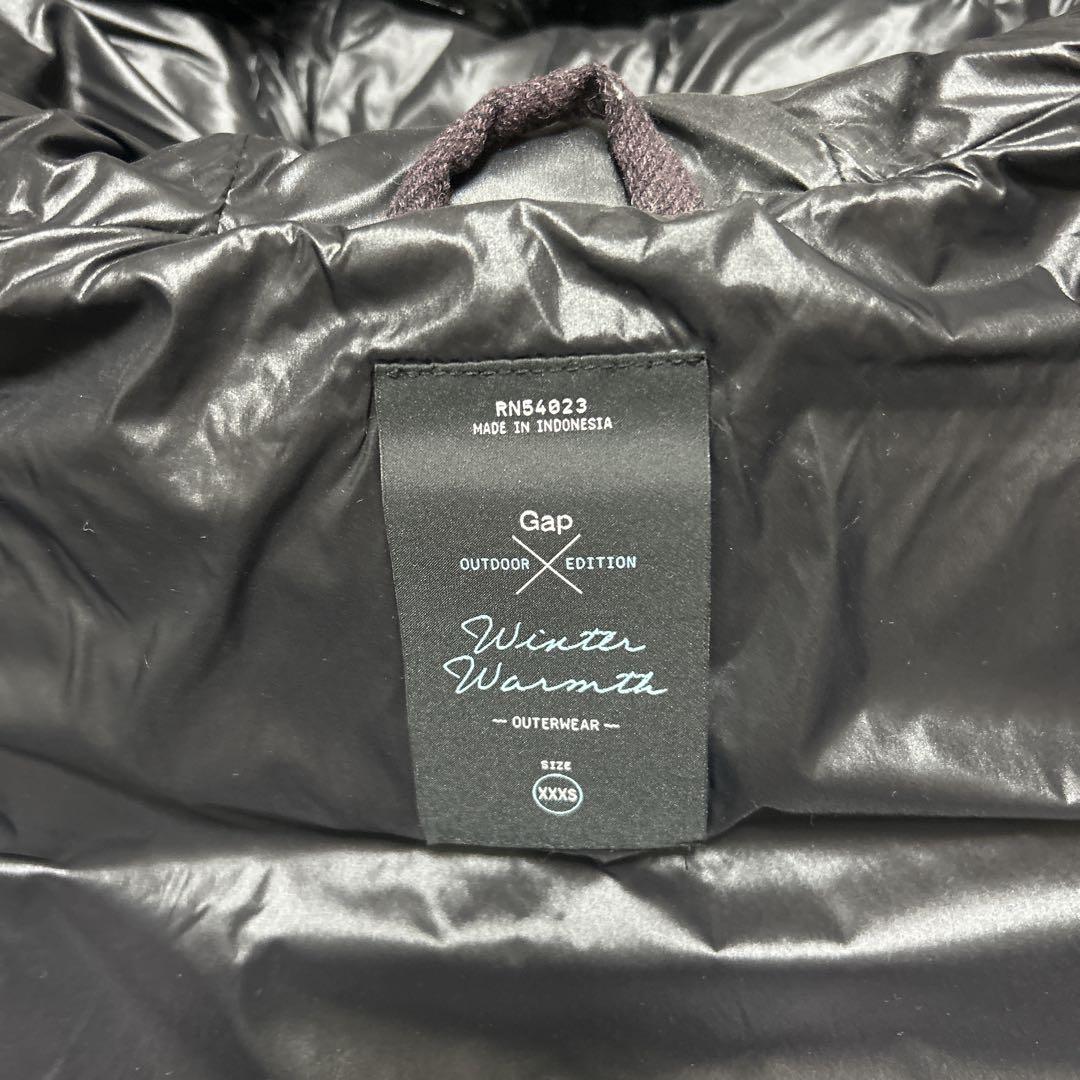 RN54023
MADE IN INDONESIA
Gap
OUTDOOR EDITION
Winter
Warmth
— OUTERWEAR —
SIZE
XXXS